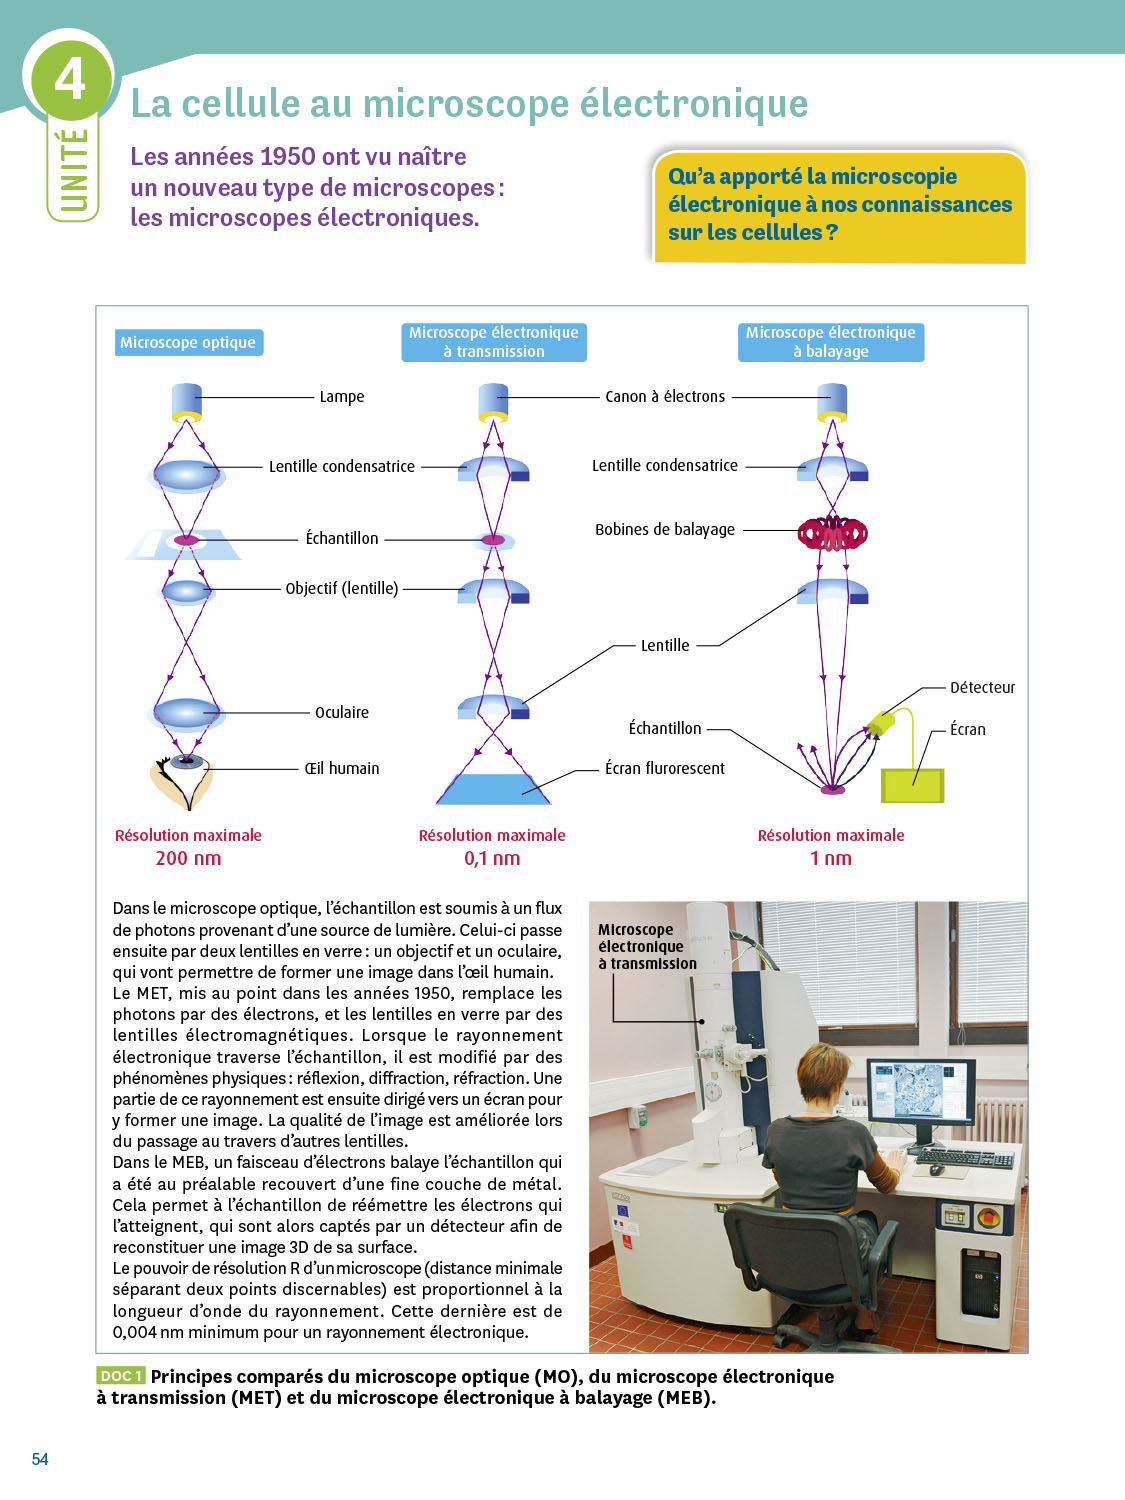 4
UNITÉ
La cellule au microscope électronique
Les années 1950 ont vu naître
un nouveau type de microscopes :
les microscopes électroniques.
Qu'a apporté la microscopie
électronique à nos connaissances
sur les cellules ?
Microscope optique
Microscope électronique
à transmission
Microscope électronique
à balayage
Lampe
Canon à électrons
Lentille condensatrice
Lentille condensatrice
Échantillon
Bobines de balayage
Objectif (lentille)
Lentille
Détecteur
Oculaire
Échantillon
Écran
Œil humain
Écran flurorescent
Résolution maximale
200 nm
Résolution maximale
0,1 nm
Résolution maximale
1 nm
Dans le microscope optique, l'échantillon est soumis à un flux
de photons provenant d'une source de lumière. Celui-ci passe
ensuite par deux lentilles en verre : un objectif et un oculaire,
qui vont permettre de former une image dans l'œil humain.
Le MET, mis au point dans les années 1950, remplace les
photons par des électrons, et les lentilles en verre par des
lentilles électromagnétiques. Lorsque le rayonnement
électronique traverse l'échantillon, il est modifié par des
phénomènes physiques : réflexion, diffraction, réfraction. Une
partie de ce rayonnement est ensuite dirigé vers un écran pour
y former une image. La qualité de l'image est améliorée lors
du passage au travers d'autres lentilles.
Dans le MEB, un faisceau d'électrons balaye l'échantillon qui
a été au préalable recouvert d'une fine couche de métal.
Cela permet à l'échantillon de réémettre les électrons qui
l'atteignent, qui sont alors captés par un détecteur afin de
reconstituer une image 3D de sa surface.
Le pouvoir de résolution R d'un microscope (distance minimale
séparant deux points discernables) est proportionnel à la
longueur d'onde du rayonnement. Cette dernière est de
0,004 nm minimum pour un rayonnement électronique.
Microscope
électronique
à transmission
DOC 1 Principes comparés du microscope optique (MO), du microscope électronique
à transmission (MET) et du microscope électronique à balayage (MEB).
54